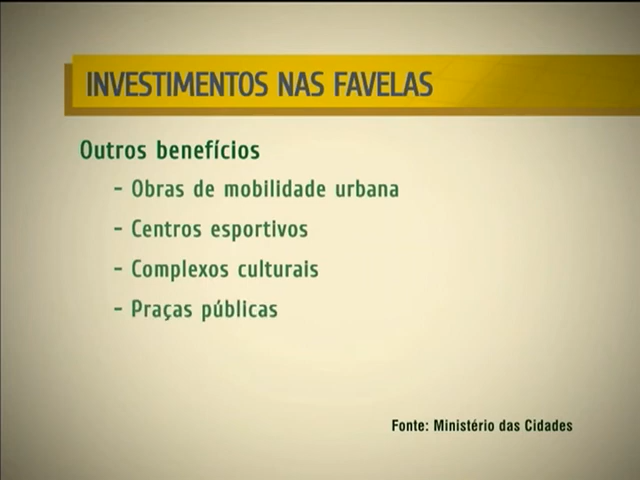 INVESTIMENTOS NAS FAVELAS
Outros benefícios
- Obras de mobilidade urbana
- Centros esportivos
- Complexos culturais
- Praças públicas
Fonte: Ministério das Cidades